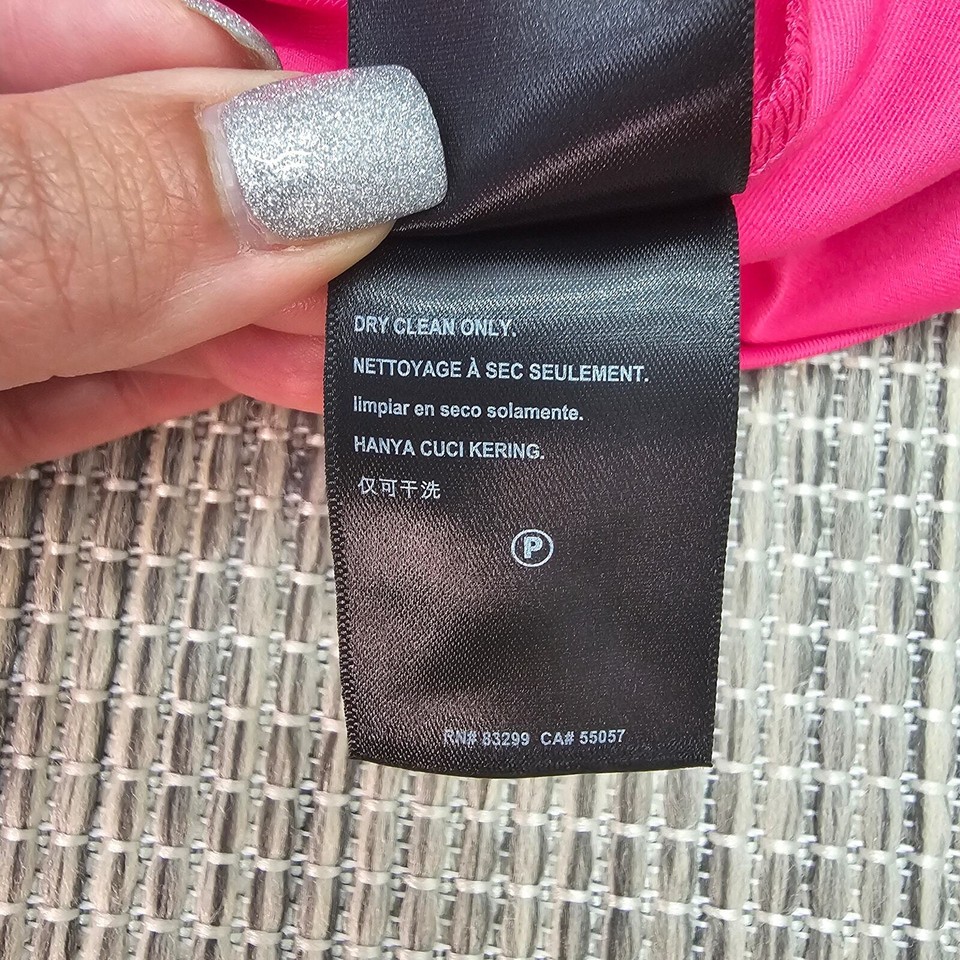 DRY CLEAN ONLY.
NETTOYAGE À SEC SEULEMENT.
limpiar en seco solamente.
HANYA CUCI KERING.
仅可干洗
P
RN# 83299 CA# 55057